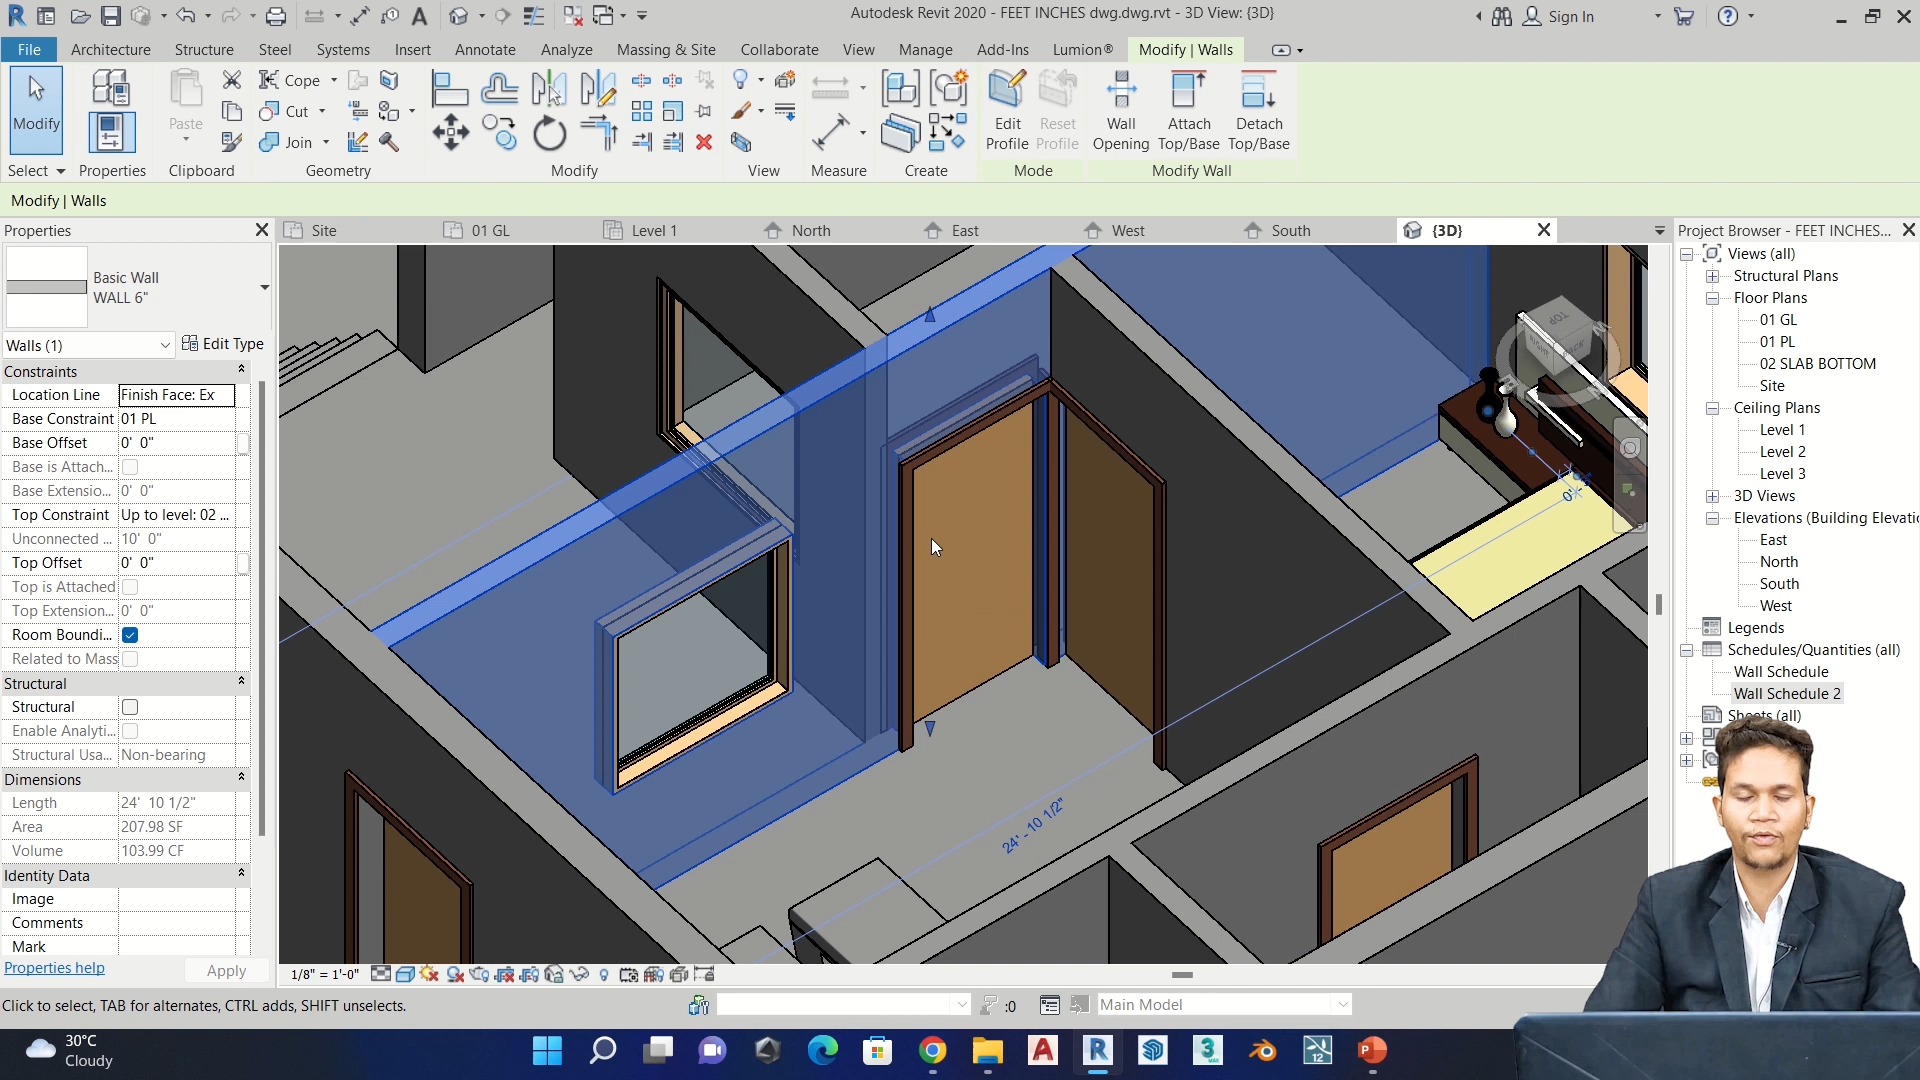 Autodesk Revit 2020 - FEET INCHES dwg.dwg.rvt - 3D View: {3D}
Sign In
File Architecture Structure Steel Systems Insert Annotate Analyze Massing & Site Collaborate View Manage Add-Ins Lumion® Modify | Walls
Modify
Paste
Cope
Cut
Join
Edit Profile
Reset Profile
Wall Opening
Attach Top/Base
Detach Top/Base
Select Properties Clipboard Geometry Modify View Measure Create Mode Modify Wall
Modify | Walls
Properties
Site 01 GL Level 1 North East West South {3D}
Project Browser - FEET INCHES...
Basic Wall
WALL 6"
Walls (1) Edit Type
Constraints
Location Line Finish Face: Ex
Base Constraint 01 PL
Base Offset 0' 0"
Base is Attach...
Base Extensio... 0' 0"
Top Constraint Up to level: 02 ...
Unconnected ... 10' 0"
Top Offset 0' 0"
Top is Attached
Top Extension... 0' 0"
Room Boundi...
Related to Mass
Structural
Structural
Enable Analyti...
Structural Usa... Non-bearing
Dimensions
Length 24' 10 1/2"
Area 207.98 SF
Volume 103.99 CF
Identity Data
Image
Comments
Mark
Properties help Apply
TOP
RIGHT
BACK
24' - 10 1/2"
Views (all)
Structural Plans
Floor Plans
01 GL
01 PL
02 SLAB BOTTOM
Site
Ceiling Plans
Level 1
Level 2
Level 3
3D Views
Elevations (Building Elevatio
East
North
South
West
Legends
Schedules/Quantities (all)
Wall Schedule
Wall Schedule 2
Sheets (all)
1/8" = 1'-0"
Click to select, TAB for alternates, CTRL adds, SHIFT unselects.
:0
Main Model
30°C
Cloudy